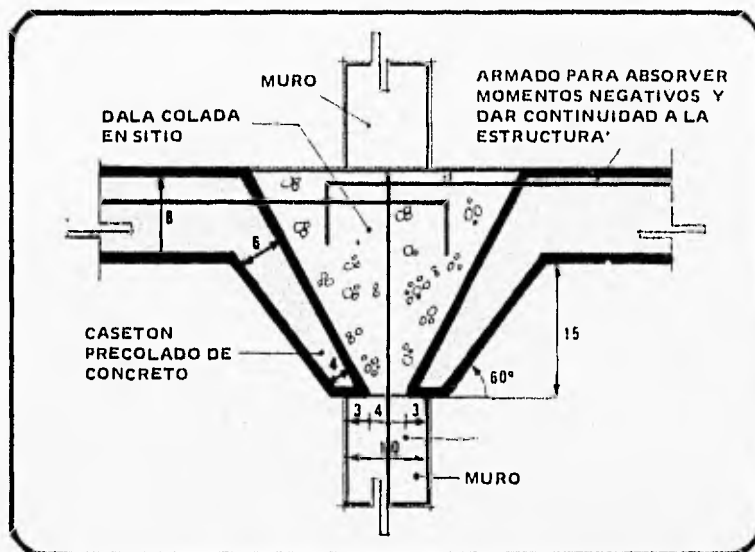 MURO
ARMADO PARA ABSORVER
MOMENTOS NEGATIVOS Y
DAR CONTINUIDAD A LA
ESTRUCTURA'
DALA COLADA
EN SITIO
8
6
CASETON
PRECOLADO DE
CONCRETO
4
15
60°
3 4 3
MURO